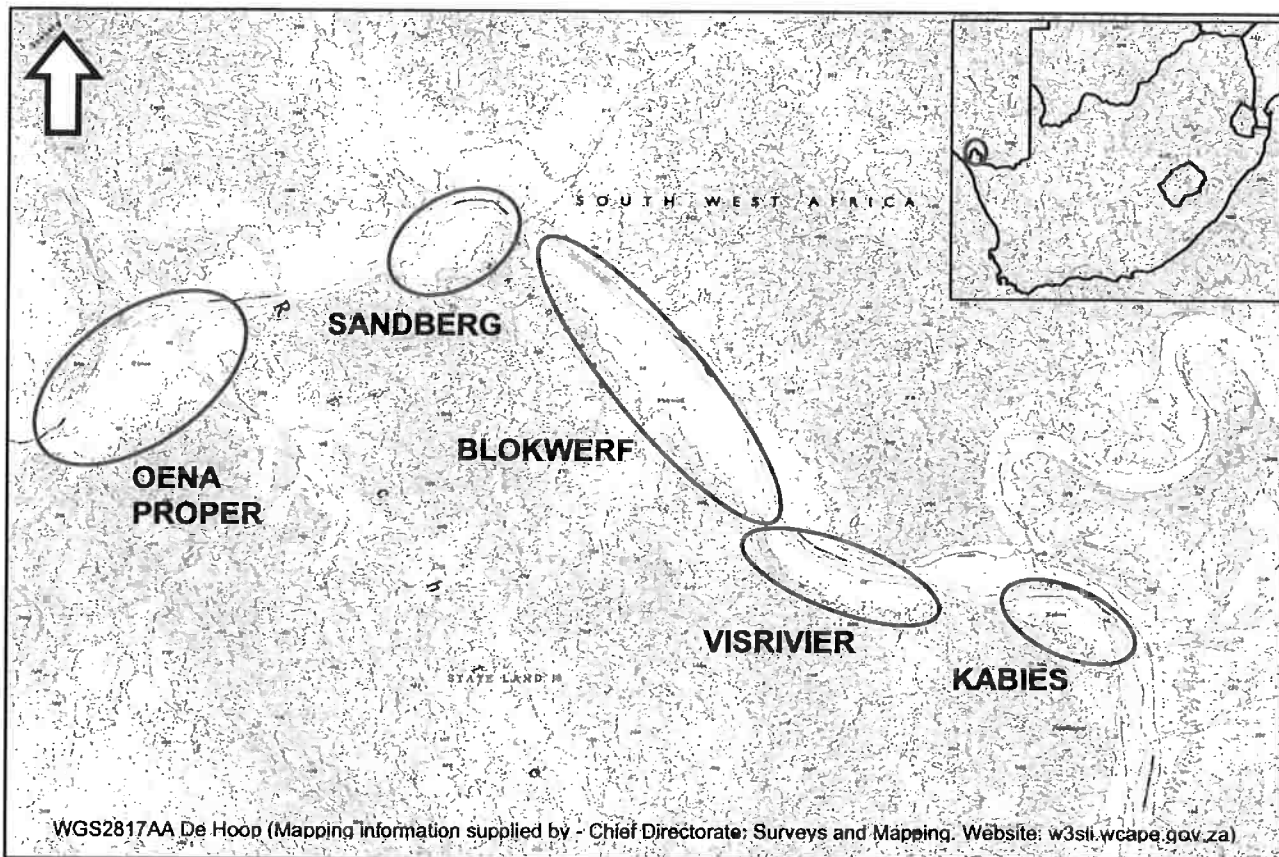 SOUTH WEST AFRICA
SANDBERG
R
OENA
PROPER
BLOKWERF
VISRIVIER
KABIES
STATE LAND
WGS2817AA De Hoop (Mapping information supplied by - Chief Directorate: Surveys and Mapping. Website: w3sli.wcape.gov.za)